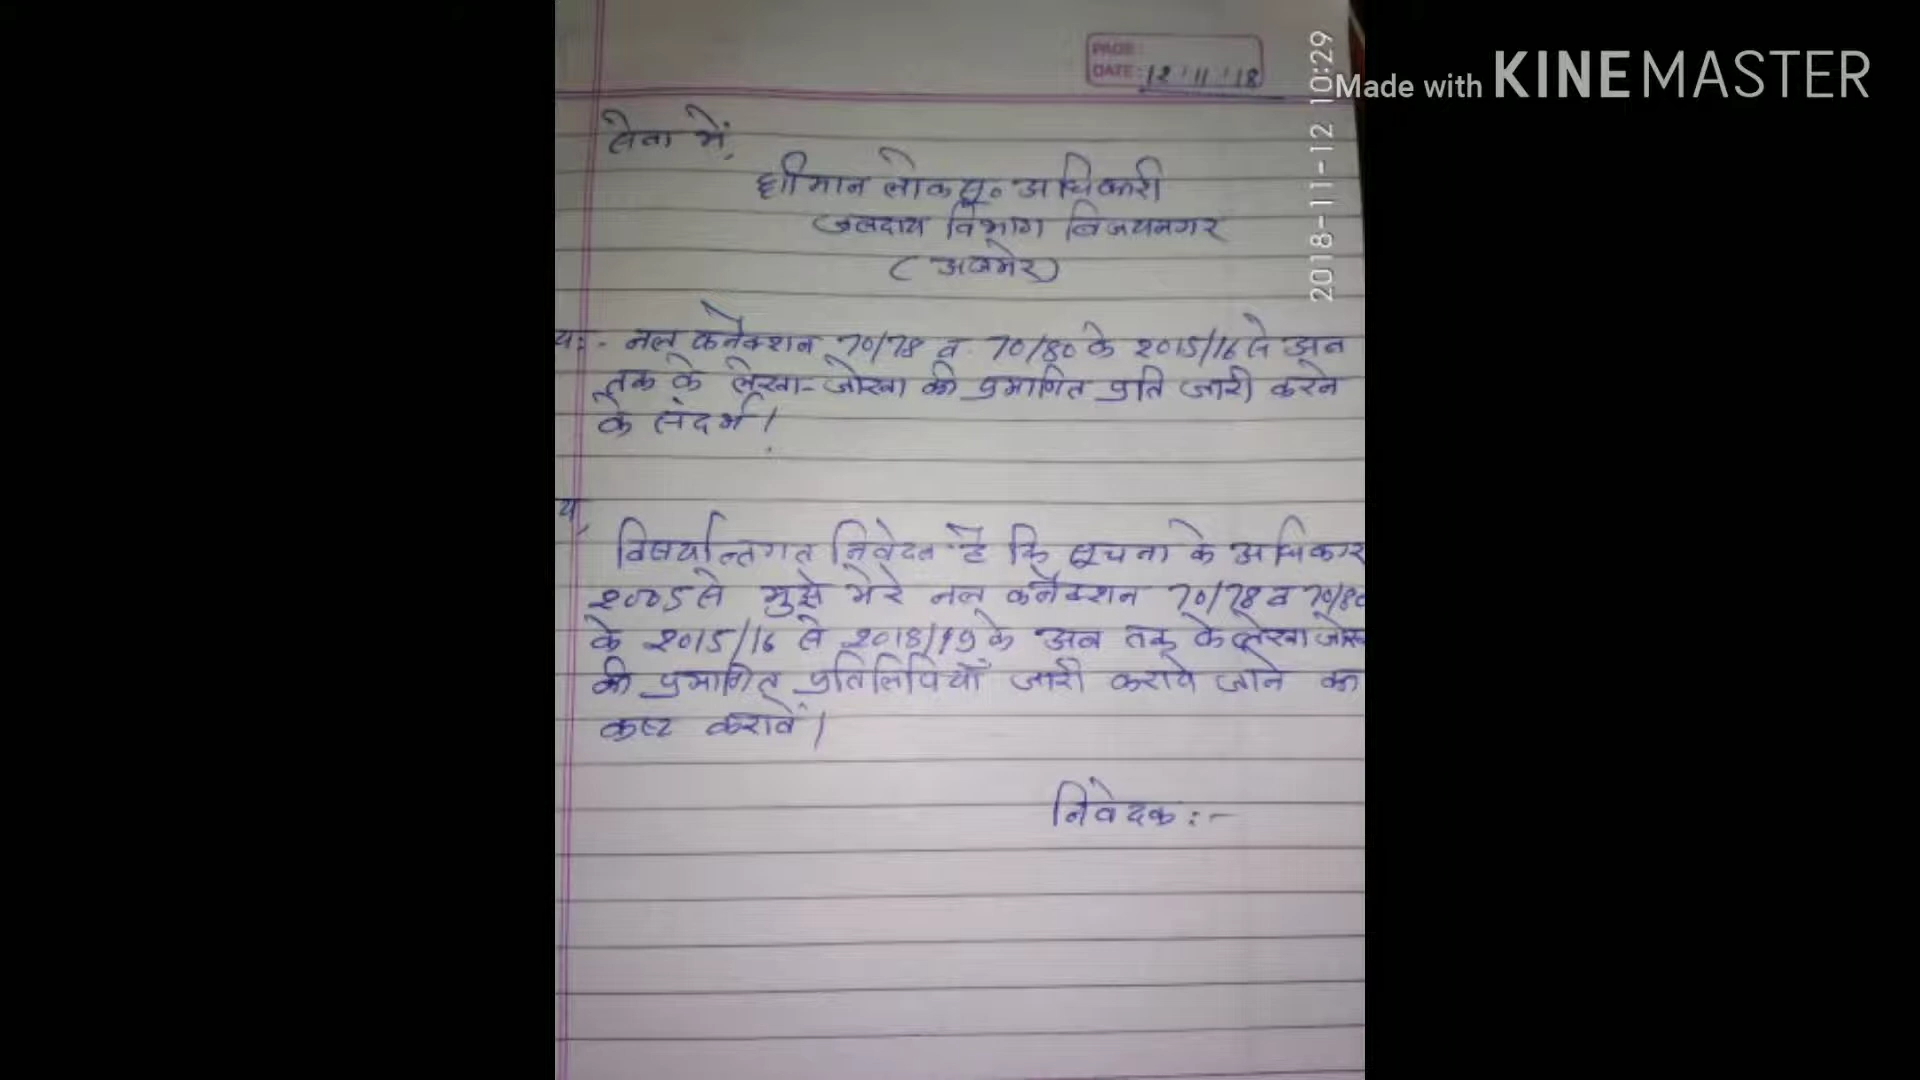 PAGE:
DATE: 12/11/18
2018-11-12 10:29
Made with KINEMASTER
सेवा में,
श्रीमान लोक सू० अधिकारी
जलदाय विभाग बिजयनगर
(अजमेर)
य:- नल कनेक्शन 70/78 व 70/80 के 2015/16 से अब
तक के लेखा-जोखा की प्रमाणित प्रति जारी करने
के संदर्भ में।
य,
विषयान्तगत निवेदन है कि सूचना के अधिकार
2005 से मुझे मेरे नल कनेक्शन 70/78 व 70/80
के 2015/16 से 2018/19 के अब तक के लेखा जोख
की प्रमाणित प्रतिलिपियाँ जारी कराये जाने का
कष्ट करावें।
निवेदक :-